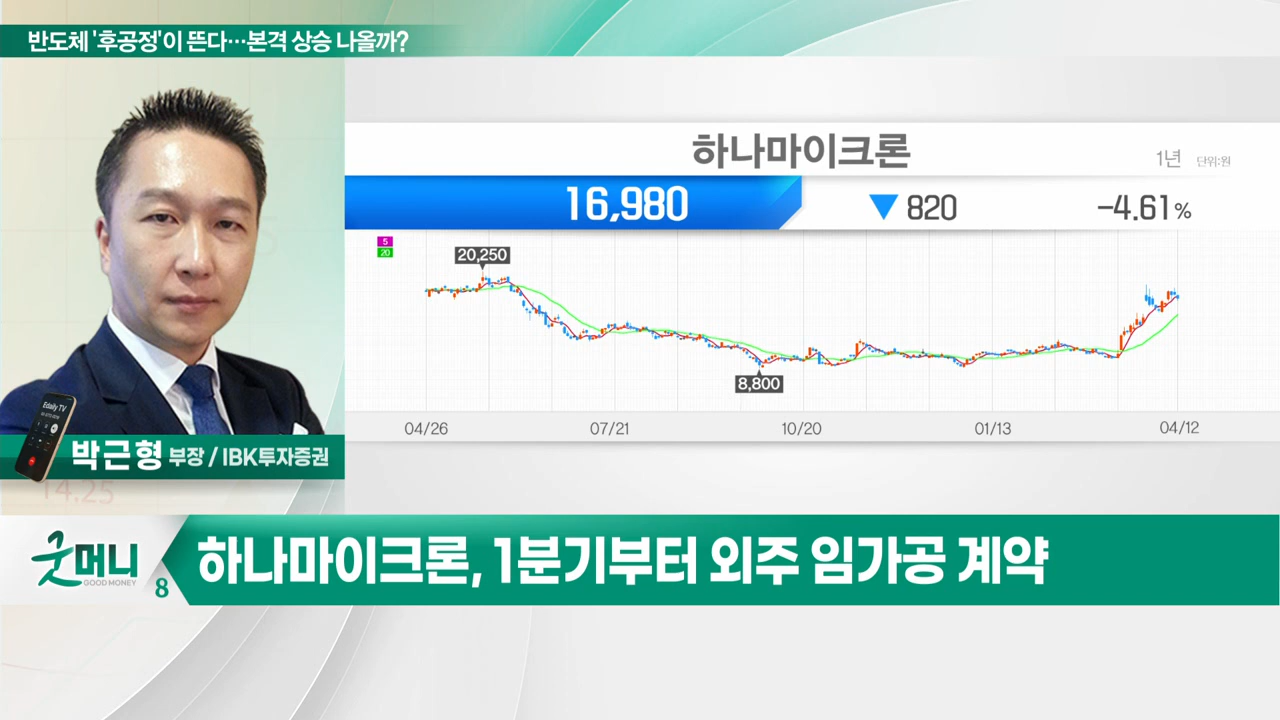 반도체 '후공정'이 뜬다…본격 상승 나올까?
하나마이크론
1년 단위:원
16,980 ▼ 820 -4.61%
5
20
20,250
8,800
04/26 07/21 10/20 01/13 04/12
Edaily TV
박근형 부장 / IBK투자증권
14.25
굿머니
GOOD MONEY
8
하나마이크론, 1분기부터 외주 임가공 계약